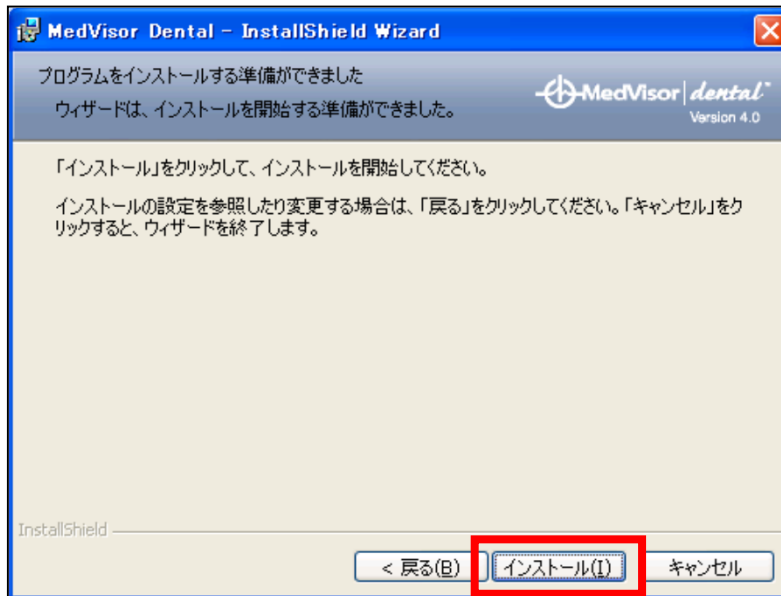 MedVisor Dental - InstallShield Wizard
プログラムをインストールする準備ができました
ウィザードは、インストールを開始する準備ができました。
MedVisor dental
Version 4.0
「インストール」をクリックして、インストールを開始してください。
インストールの設定を参照したり変更する場合は、「戻る」をクリックしてください。「キャンセル」をク
リックすると、ウィザードを終了します。
InstallShield
< 戻る(B)
インストール(I)
キャンセル